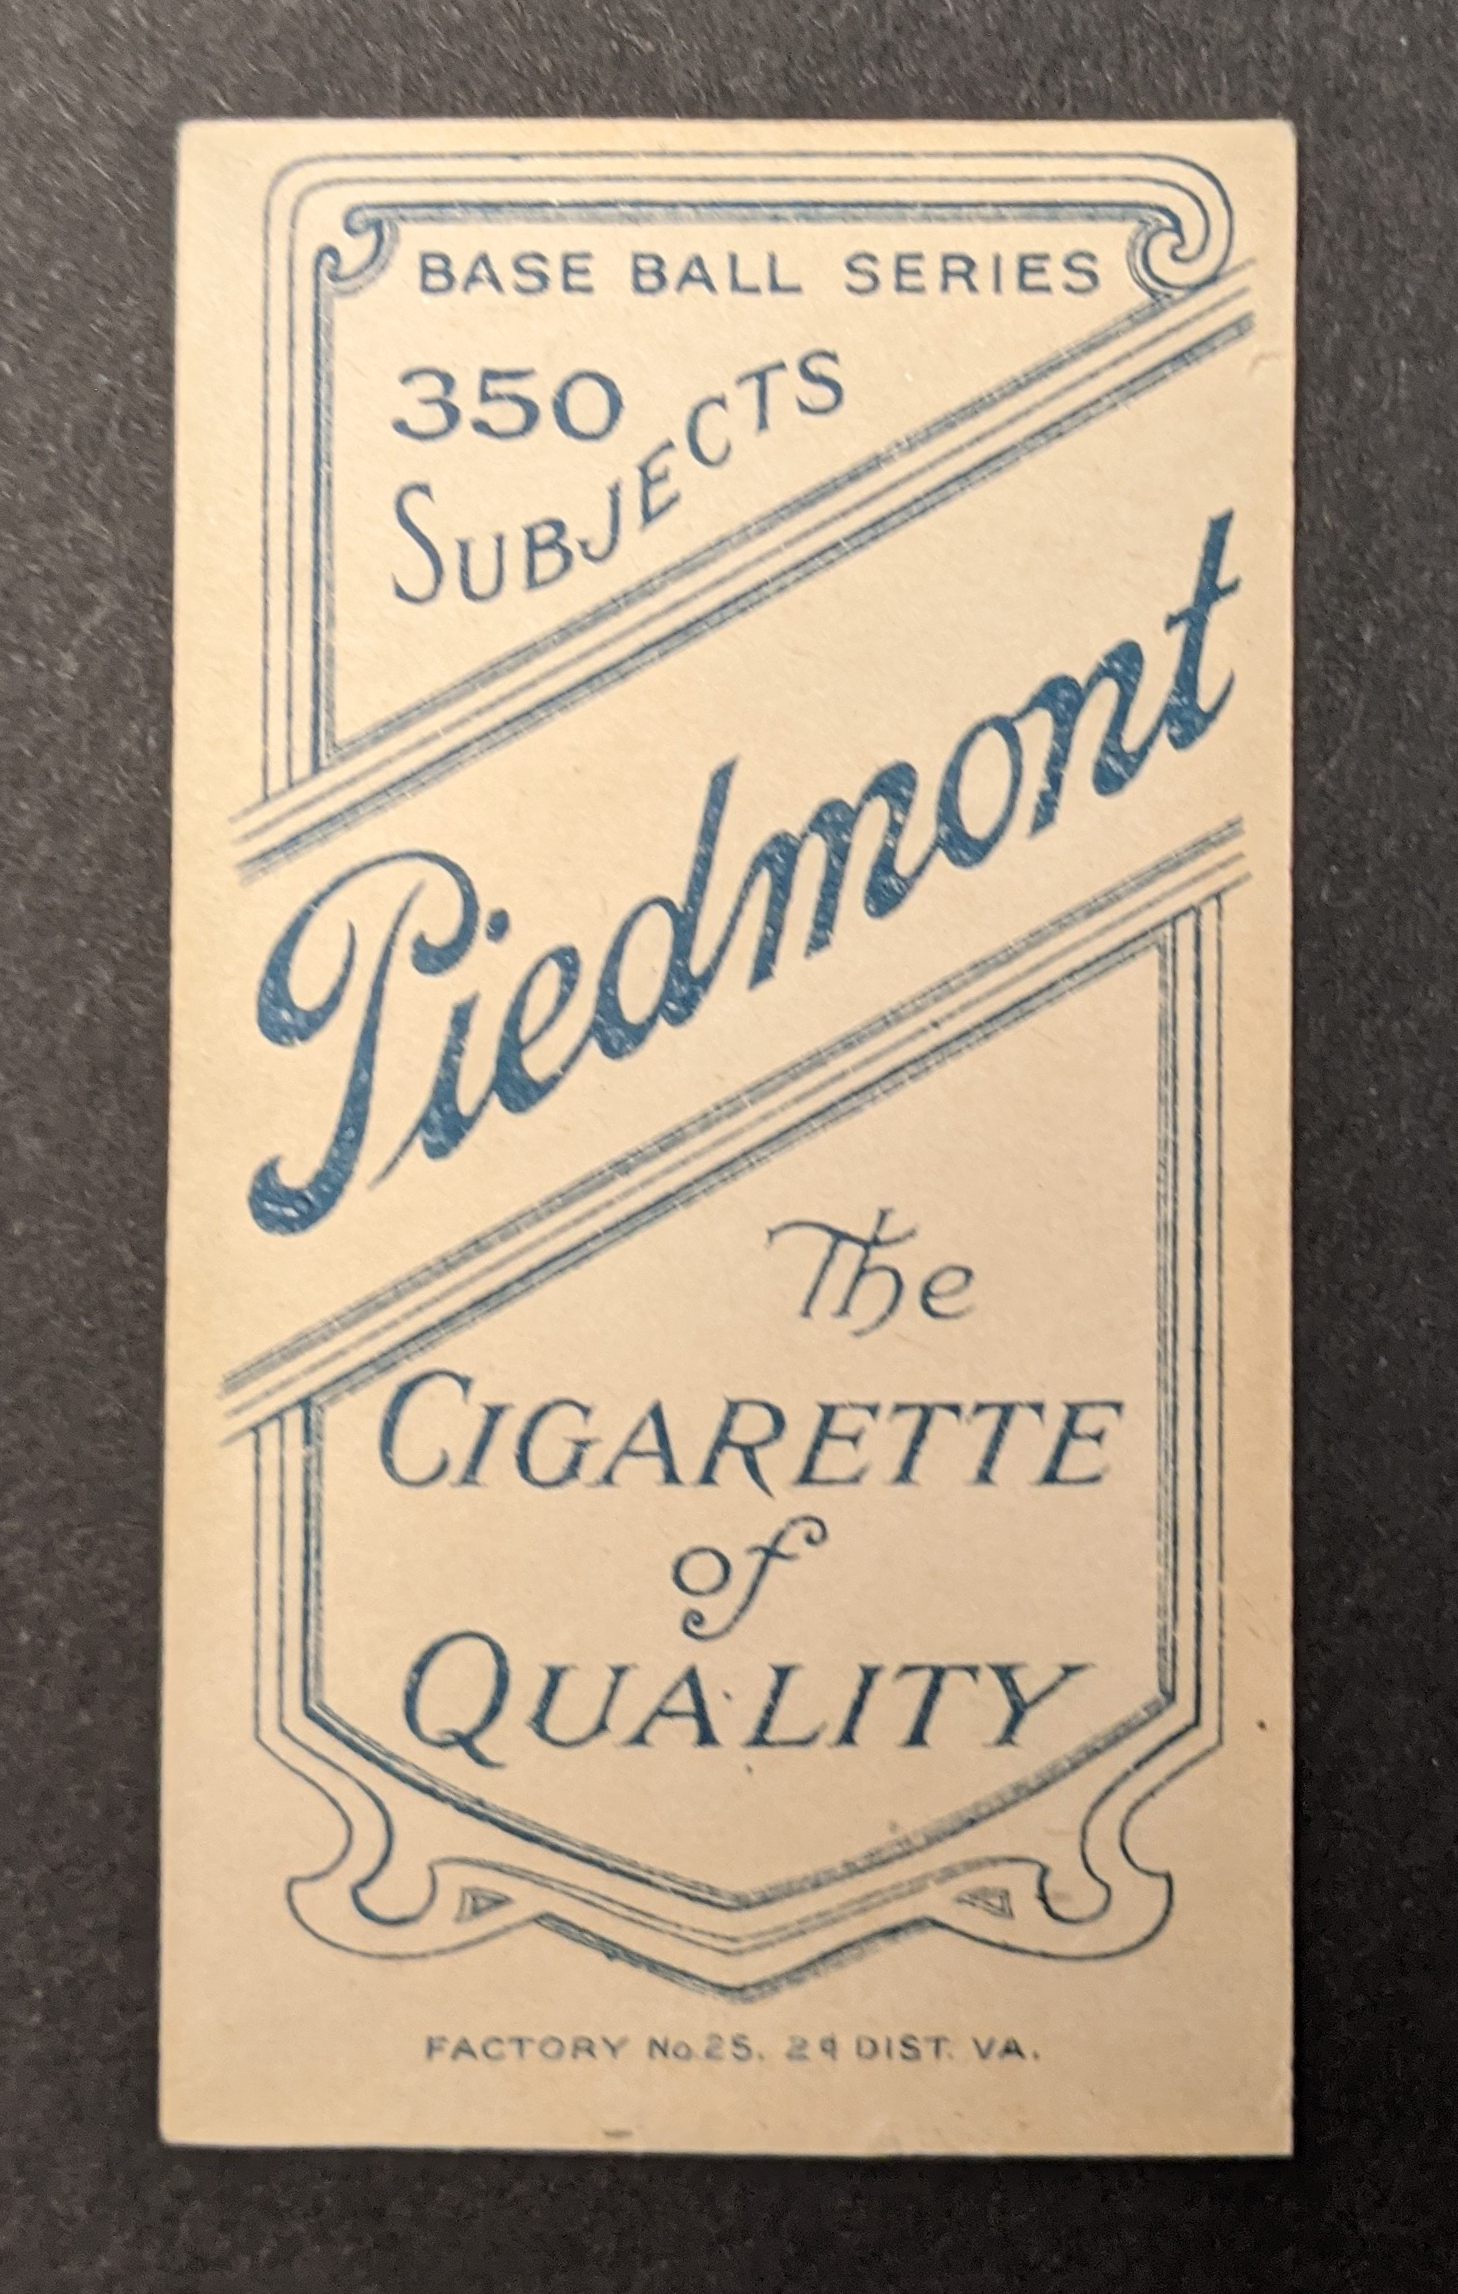 BASE BALL SERIES
350
SUBJECTS
Piedmont
The
CIGARETTE
of
QUALITY
FACTORY No. 25. 2d DIST. VA.